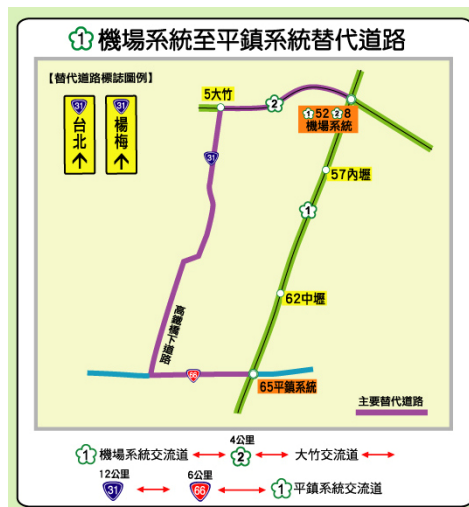 1 機場系統至平鎮系統替代道路
【替代道路標誌圖例】
31 台北
31 楊梅
5大竹
2
1 52 2 8
機場系統
31
57內壢
1
62中壢
高鐵橋下道路
66
65平鎮系統
主要替代道路
4公里
1 機場系統交流道 2 大竹交流道
12公里 6公里
31 66 1 平鎮系統交流道